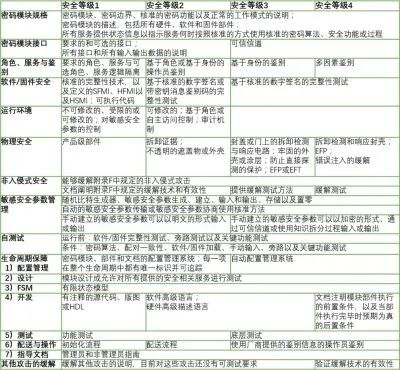 安全等级1 安全等级2 安全等级3 安全等级4
密码模块规格 密码模块、密码边界、核准的密码功能以及正常的工作模式的说明；
密码模块的描述，包括所有硬件、软件和固件部件；
所有服务提供状态信息以指示服务何时按照核准的方式使用核准的密码算法、安全功能或过程
密码模块接口 要求的和可选的接口； 可信信道
所有接口和所有输入输出数据的说明
角色、服务与鉴别 要求的角色、服务与可选角色、服务逻辑隔离 基于角色或基于身份的操作员鉴别 基于身份的鉴别 多因素鉴别
软件/固件安全 核准的完整性技术，以及定义的SFMI、HFMI以及HSMI；可执行代码 基于核准的数字签名或带密钥消息鉴别码的完整性测试 基于核准的数字签名的完整性测试
运行环境 不可修改的、受限的或可修改的，对敏感安全参数的控制 可修改的；基于角色或自主访问控制；审计机制
物理安全 产品级部件 拆卸证据；
不透明的遮盖物或外壳 封盖或门上的拆卸检测与响应电路；牢固的外壳或涂层；防止直接探测的保护；EFP或EFT 拆卸检测和响应封壳；
EFP；
错误注入的缓解
非入侵式安全 能够缓解附录F中规定的非入侵式攻击
文档阐明附录F中规定的缓解技术和有效性 提供缓解测试方法 缓解测试
敏感安全参数管理 随机比特生成器、敏感安全参数生成、建立、输入和输出、存储以及置零
自动的敏感安全参数传输或敏感安全参数协商使用核准方法
手动建立的敏感安全参数可以以明文的形式输入或输出 手动建立的敏感安全参数可以以加密的形式、通过可信信道或使用知识拆分过程输入或输出
自测试 运行前：软件/固件完整性测试、旁路测试以及关键功能测试
条件：密码算法、配对一致性、软件/固件加载、手动输入、旁路以及关键功能测试
生命周期保障 密码模块、部件和文档的配置管理系统；每一项在整个生命周期中都有唯一标识并可追踪 自动配置管理系统
1）配置管理
2）设计 模块设计成允许对所有提供的安全相关服务进行测试
3）FSM 有限状态模型
4）开发 有注释的源代码、版图或HDL 软件高级语言；
硬件高级描述语言 文档注明模块部件执行的前置条件，以及当部件执行完毕时预期为真的后置条件
5）测试 功能测试 底层测试
6）配送与操作 初始化流程 配送流程 使用厂商提供的鉴别信息的操作员鉴别
7）指导文档 管理员和非管理员指南
其他攻击的缓解 缓解其他攻击的说明，目前对这些攻击还没有可测试要求 验证缓解技术的有效性